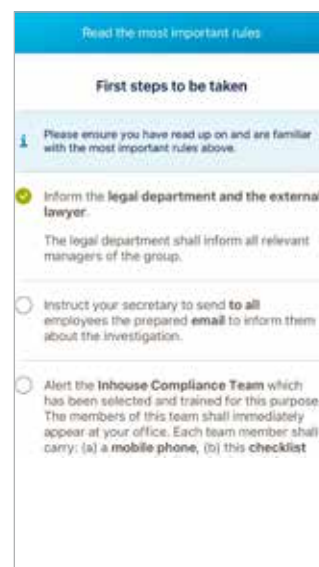 Read the most important rules
First steps to be taken
Please ensure you have read up on and are familiar
with the most important rules above.
Inform the legal department and the external
lawyer.
The legal department shall inform all relevant
managers of the group.
Instruct your secretary to send to all
employees the prepared email to inform them
about the investigation.
Alert the Inhouse Compliance Team which
has been selected and trained for this purpose
The members of this team shall immediately
appear at your office. Each team member shall
carry: (a) a mobile phone, (b) this checklist